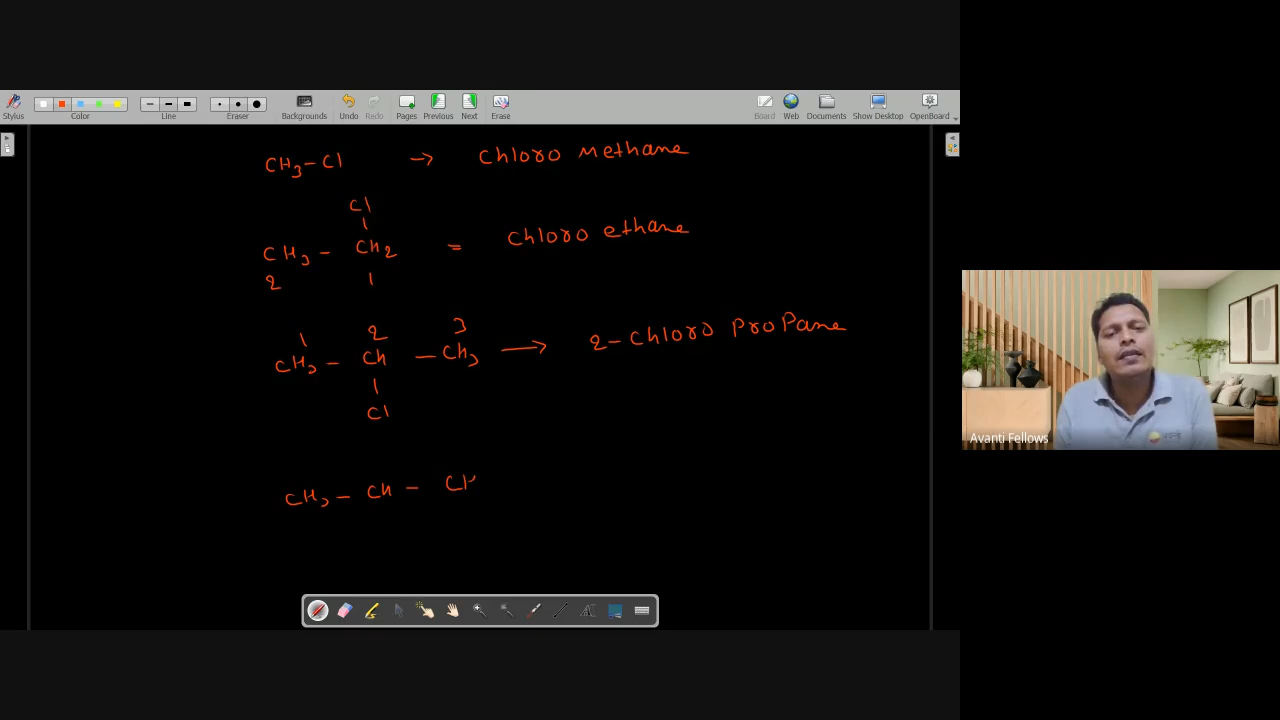 Stylus Color Line Eraser Backgrounds Undo Redo Pages Previous Next Erase Board Web Documents Show Desktop OpenBoard
CH3-Cl → Chloro Methane
Cl
CH3 - CH2 = Chloro ethane
2 1
1 2 3
CH3 - CH - CH3 → 2-Chloro ProPane
Cl
CH3 - CH -
Avanti Fellows